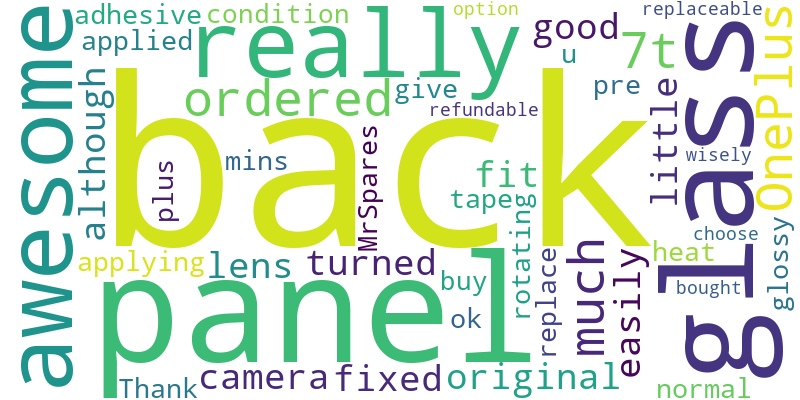 adhesive
condition
option
replaceable
awesome
applied
really
good
7t
glass
OnePlus
u
ordered
give
pre
refundable
although
back
little
plus
mins
MrSpares
fit
wisely
tape
rotating
choose
glossy
applying
lens
turned
panel
buy
replace
much
easily
heat
bought
ok
Thank
camera
fixed
original
normal